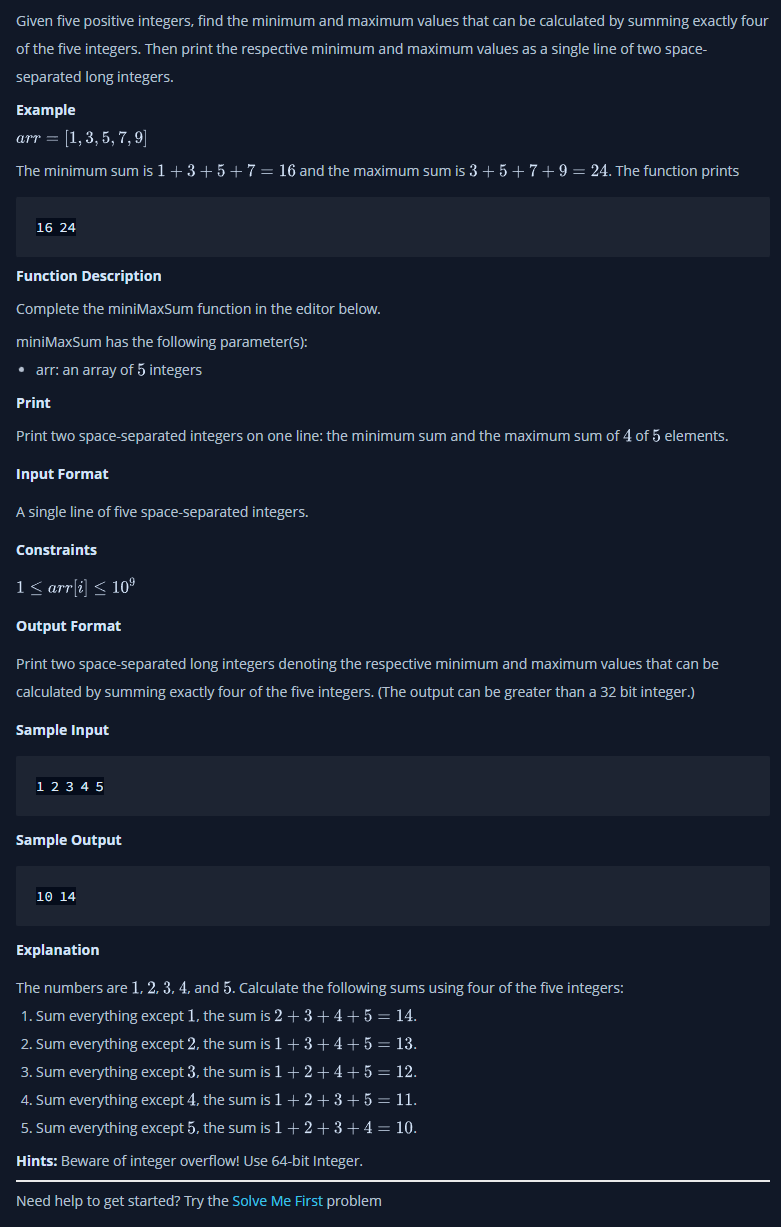 Given five positive integers, find the minimum and maximum values that can be calculated by summing exactly four
of the five integers. Then print the respective minimum and maximum values as a single line of two space-
separated long integers.
Example
arr = [1, 3, 5, 7, 9]
The minimum sum is 1 + 3 + 5 + 7 = 16 and the maximum sum is 3 + 5 + 7 + 9 = 24. The function prints
16 24
Function Description
Complete the miniMaxSum function in the editor below.
miniMaxSum has the following parameter(s):
• arr: an array of 5 integers
Print
Print two space-separated integers on one line: the minimum sum and the maximum sum of 4 of 5 elements.
Input Format
A single line of five space-separated integers.
Constraints
1 ≤ arr[i] ≤ 10⁹
Output Format
Print two space-separated long integers denoting the respective minimum and maximum values that can be
calculated by summing exactly four of the five integers. (The output can be greater than a 32 bit integer.)
Sample Input
1 2 3 4 5
Sample Output
10 14
Explanation
The numbers are 1, 2, 3, 4, and 5. Calculate the following sums using four of the five integers:
1. Sum everything except 1, the sum is 2 + 3 + 4 + 5 = 14.
2. Sum everything except 2, the sum is 1 + 3 + 4 + 5 = 13.
3. Sum everything except 3, the sum is 1 + 2 + 4 + 5 = 12.
4. Sum everything except 4, the sum is 1 + 2 + 3 + 5 = 11.
5. Sum everything except 5, the sum is 1 + 2 + 3 + 4 = 10.
Hints: Beware of integer overflow! Use 64-bit Integer.
Need help to get started? Try the Solve Me First problem